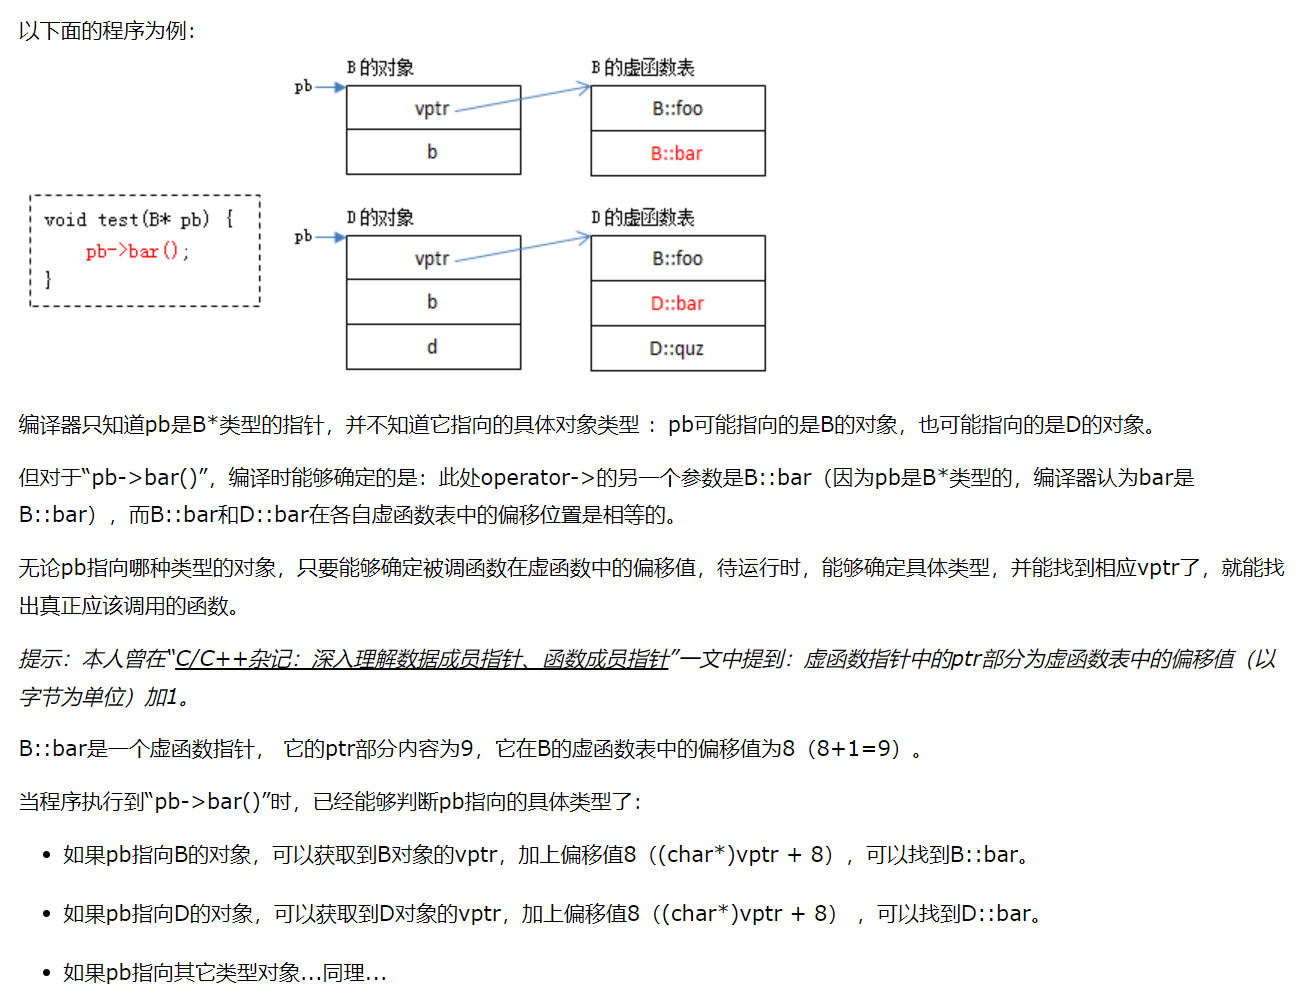 以下面的程序为例：
B 的对象
B 的虚函数表
pb
vptr
B::foo
b
B::bar
void test(B* pb) {
pb->bar();
}
D 的对象
D 的虚函数表
pb
vptr
B::foo
b
D::bar
d
D::quz
编译器只知道pb是B*类型的指针，并不知道它指向的具体对象类型 ：pb可能指向的是B的对象，也可能指向的是D的对象。
但对于“pb->bar()”，编译时能够确定的是：此处operator->的另一个参数是B::bar（因为pb是B*类型的，编译器认为bar是
B::bar），而B::bar和D::bar在各自虚函数表中的偏移位置是相等的。
无论pb指向哪种类型的对象，只要能够确定被调函数在虚函数中的偏移值，待运行时，能够确定具体类型，并能找到相应vptr了，就能找
出真正应该调用的函数。
提示：本人曾在“C/C++杂记：深入理解数据成员指针、函数成员指针”一文中提到：虚函数指针中的ptr部分为虚函数表中的偏移值（以
字节为单位）加1。
B::bar是一个虚函数指针， 它的ptr部分内容为9，它在B的虚函数表中的偏移值为8（8+1=9）。
当程序执行到“pb->bar()”时，已经能够判断pb指向的具体类型了：
• 如果pb指向B的对象，可以获取到B对象的vptr，加上偏移值8（(char*)vptr + 8），可以找到B::bar。
• 如果pb指向D的对象，可以获取到D对象的vptr，加上偏移值8（(char*)vptr + 8） ，可以找到D::bar。
• 如果pb指向其它类型对象...同理...